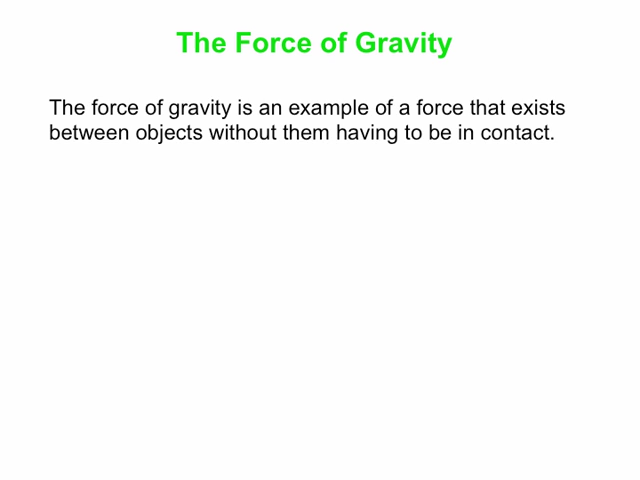 The Force of Gravity
The force of gravity is an example of a force that exists
between objects without them having to be in contact.